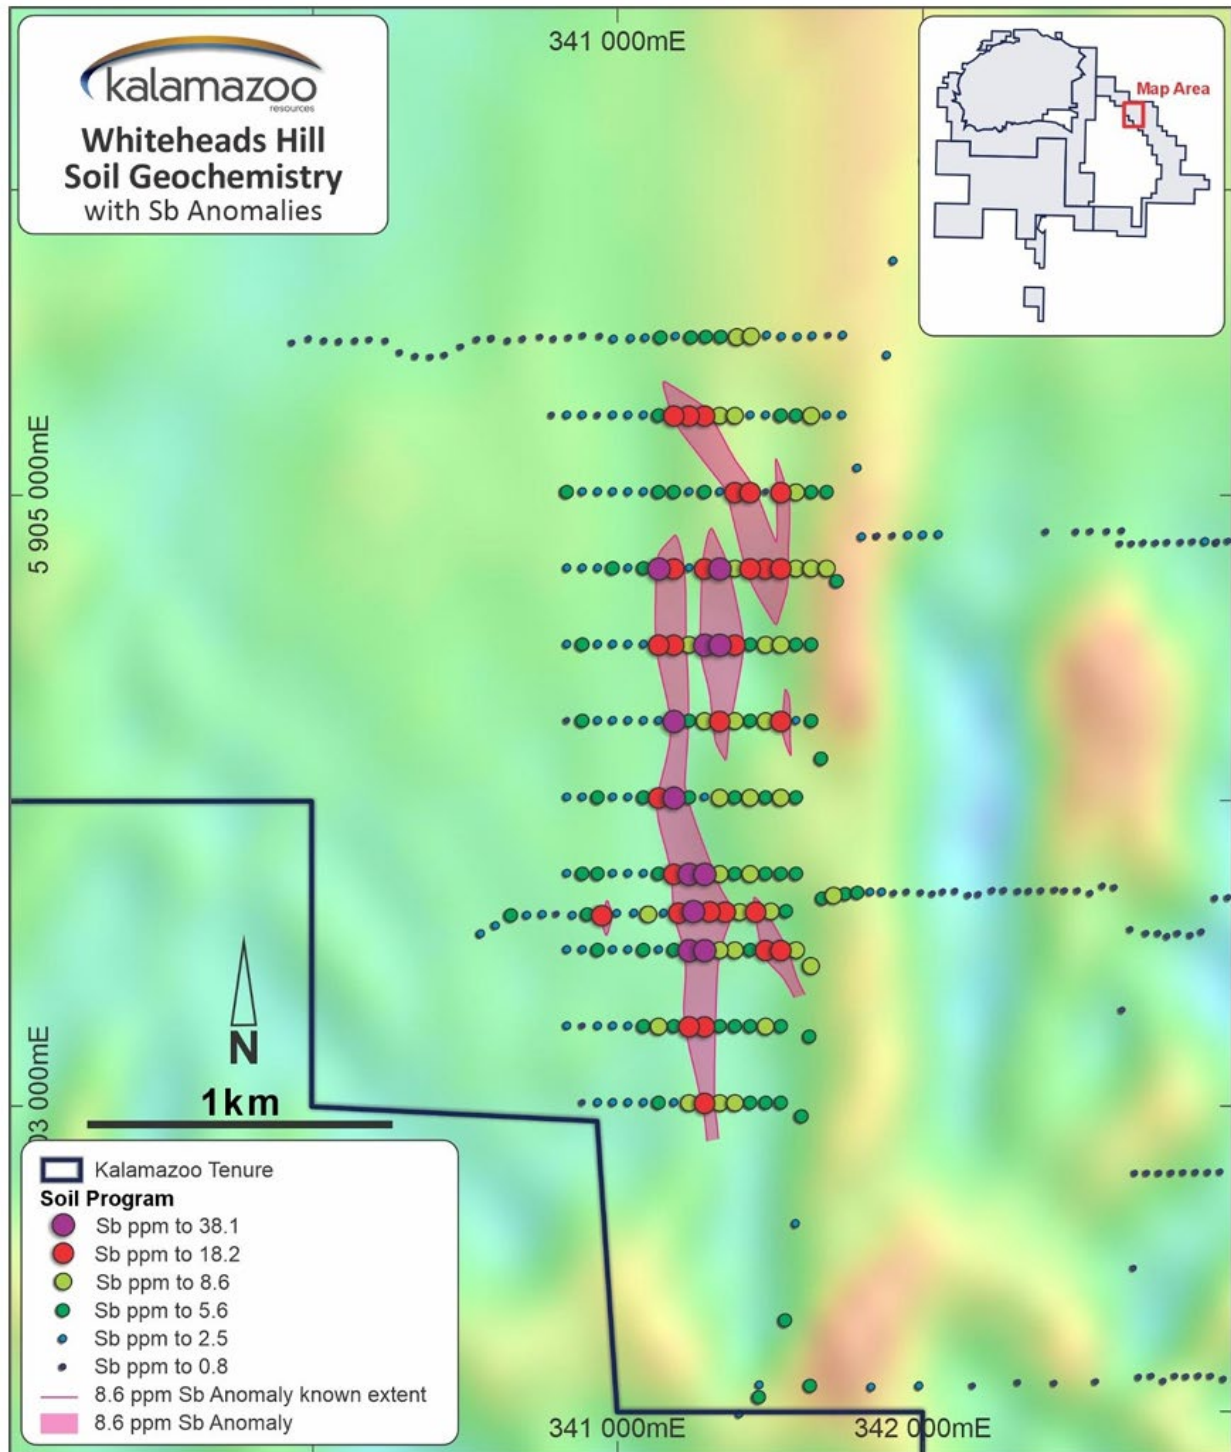 341 000mE
kalamazoo
resources
Whiteheads Hill
Soil Geochemistry
with Sb Anomalies
Map Area
5 905 000mE
03 000mE
N
1km
Kalamazoo Tenure
Soil Program
Sb ppm to 38.1
Sb ppm to 18.2
Sb ppm to 8.6
Sb ppm to 5.6
Sb ppm to 2.5
Sb ppm to 0.8
8.6 ppm Sb Anomaly known extent
8.6 ppm Sb Anomaly
341 000mE
342 000mE